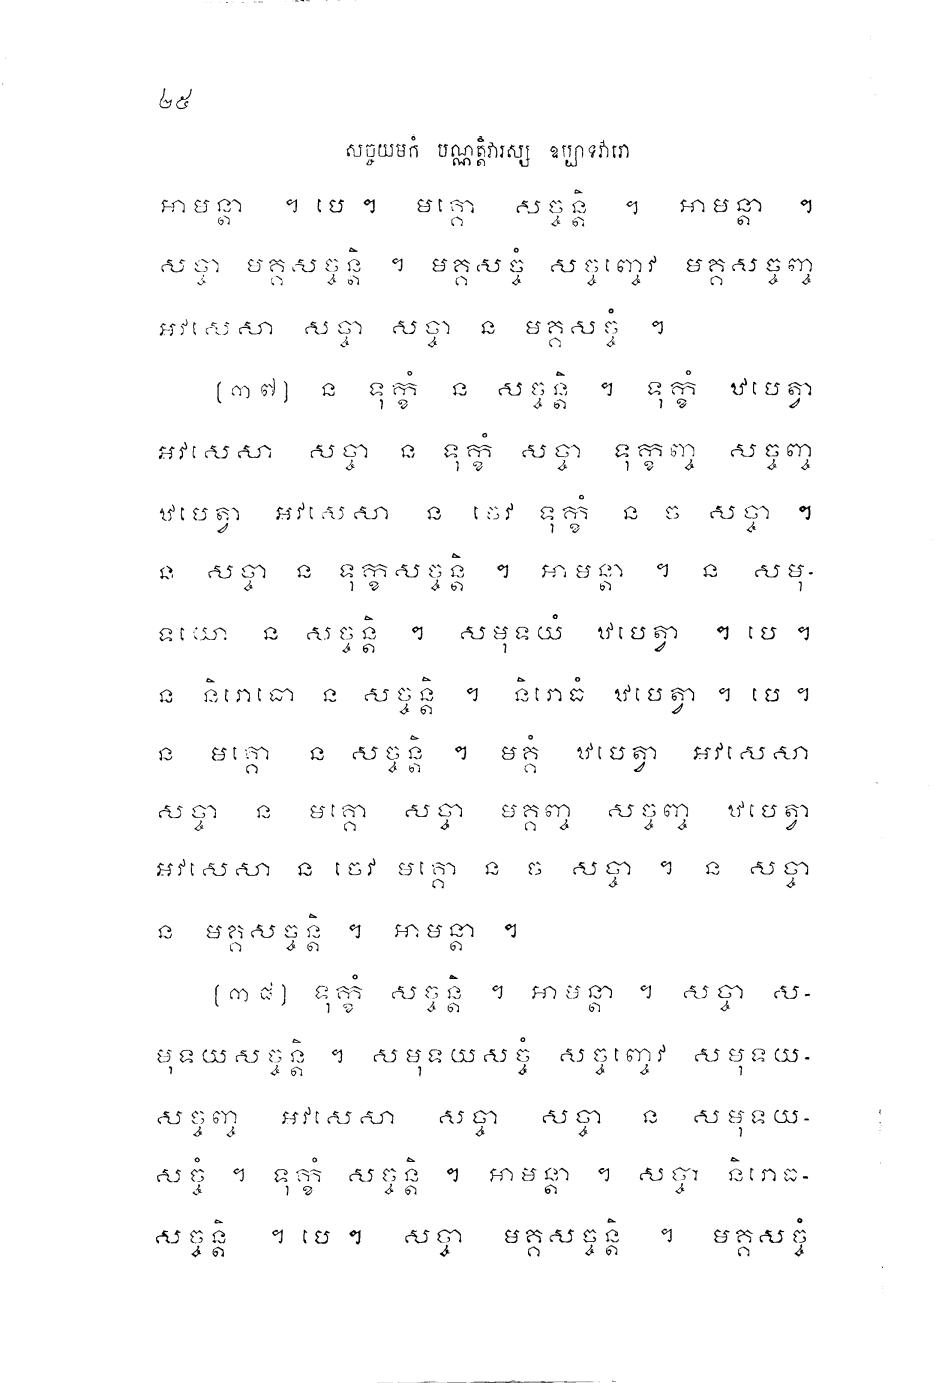 ២៥
សច្ចយមកំ បណ្ណត្តិវារស្ស ឧប្បាទវារោ
អាមន្តា ។ បេ ។ មគ្គោ សច្ចន្តិ ។ អាមន្តា ។
សច្ចា មគ្គសច្ចន្តិ ។ មគ្គសច្ចំ សច្ចញ្ចេវ មគ្គសច្ចញ្ច
អវសេសា សច្ចា សច្ចា ន មគ្គសច្ចំ ។
(៣៧) ន ទុក្ខំ ន សច្ចន្តិ ។ ទុក្ខំ ឋបេត្វា
អវសេសា សច្ចា ន ទុក្ខំ សច្ចា ទុក្ខញ្ច សច្ចញ្ច
ឋបេត្វា អវសេសា ន ចេវ ទុក្ខំ ន ច សច្ចា ។
ន សច្ចា ន ទុក្ខសច្ចន្តិ ។ អាមន្តា ។ ន សមុ-
ទយោ ន សច្ចន្តិ ។ សមុទយំ ឋបេត្វា ។ បេ ។
ន និរោធោ ន សច្ចន្តិ ។ និរោធំ ឋបេត្វា ។ បេ ។
ន មគ្គោ ន សច្ចន្តិ ។ មគ្គំ ឋបេត្វា អវសេសា
សច្ចា ន មគ្គោ សច្ចា មគ្គញ្ច សច្ចញ្ច ឋបេត្វា
អវសេសា ន ចេវ មគ្គោ ន ច សច្ចា ។ ន សច្ចា
ន មគ្គសច្ចន្តិ ។ អាមន្តា ។
(៣៨) ទុក្ខំ សច្ចន្តិ ។ អាមន្តា ។ សច្ចា ស-
មុទយសច្ចន្តិ ។ សមុទយសច្ចំ សច្ចញ្ចេវ សមុទយ-
សច្ចញ្ច អវសេសា សច្ចា សច្ចា ន សមុទយ-
សច្ចំ ។ ទុក្ខំ សច្ចន្តិ ។ អាមន្តា ។ សច្ចា និរោធ-
សច្ចន្តិ ។ បេ ។ សច្ចា មគ្គសច្ចន្តិ ។ មគ្គសច្ចំ